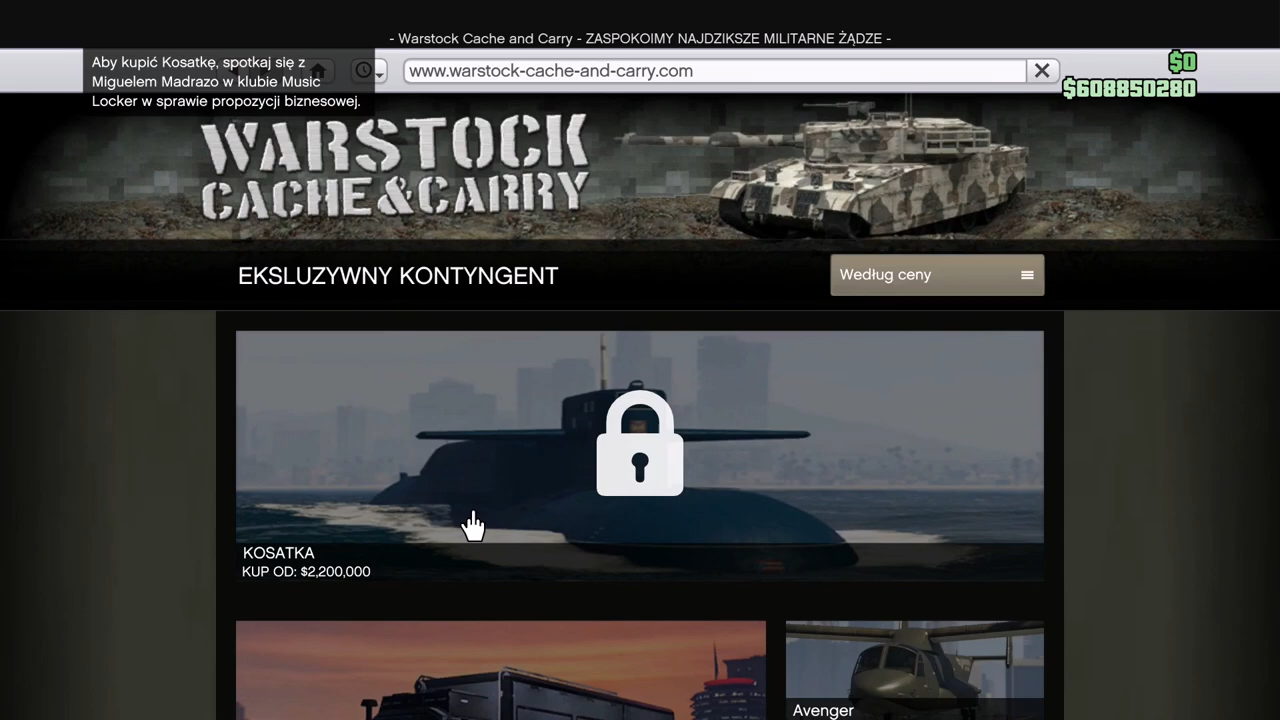 - Warstock Cache and Carry - ZASPOKOIMY NAJDZIKSZE MILITARNE ŻĄDZE -
Aby kupić Kosatkę, spotkaj się z
Miguelem Madrazo w klubie Music
Locker w sprawie propozycji biznesowej.
www.warstock-cache-and-carry.com
$0
$608850280
WARSTOCK
CACHE&CARRY
EKSLUZYWNY KONTYNGENT
Według ceny
KOSATKA
KUP OD: $2,200,000
Avenger